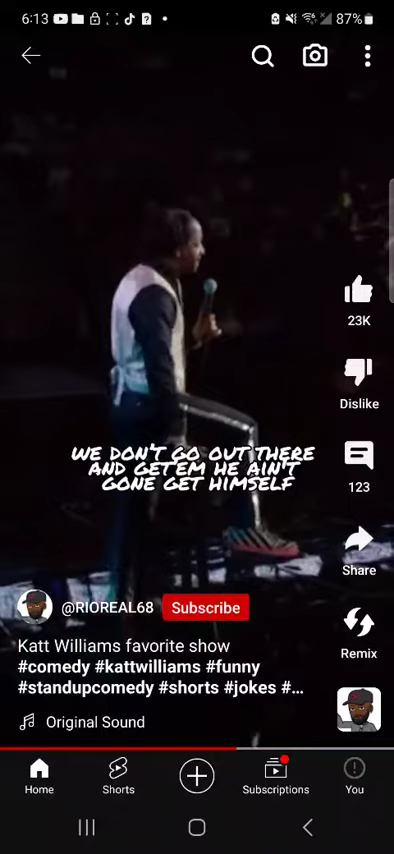 6:13
87%
23K
Dislike
WE DON'T GO OUT THERE
AND GET'EM HE AIN'T
GONE GET HIMSELF
123
Share
@RIOREAL68 Subscribe
Remix
Katt Williams favorite show
#comedy #kattwilliams #funny
#standupcomedy #shorts #jokes #...
Original Sound
Home Shorts Subscriptions You